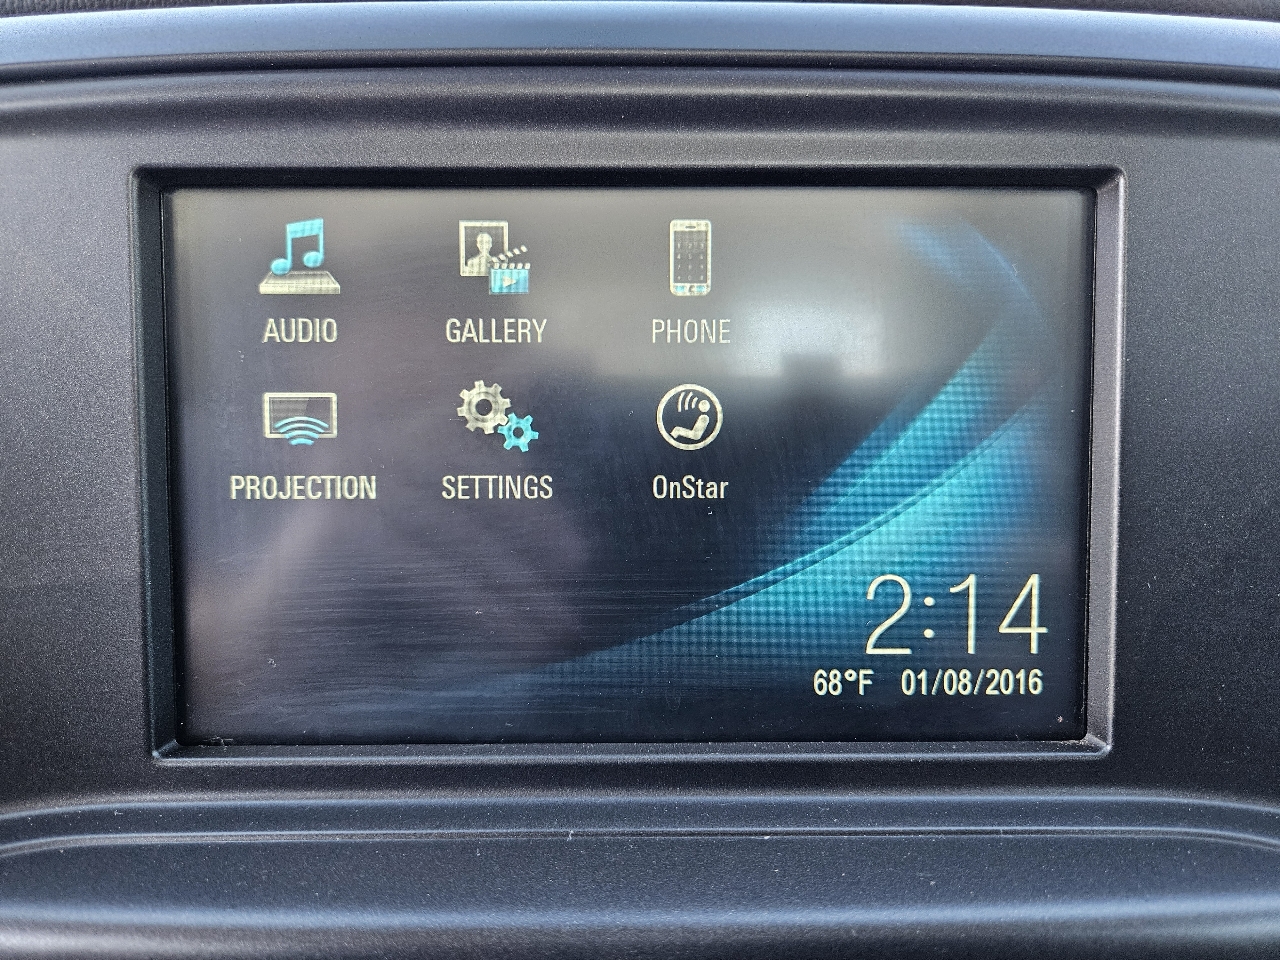 AUDIO GALLERY PHONE
PROJECTION SETTINGS OnStar
2:14
68°F 01/08/2016